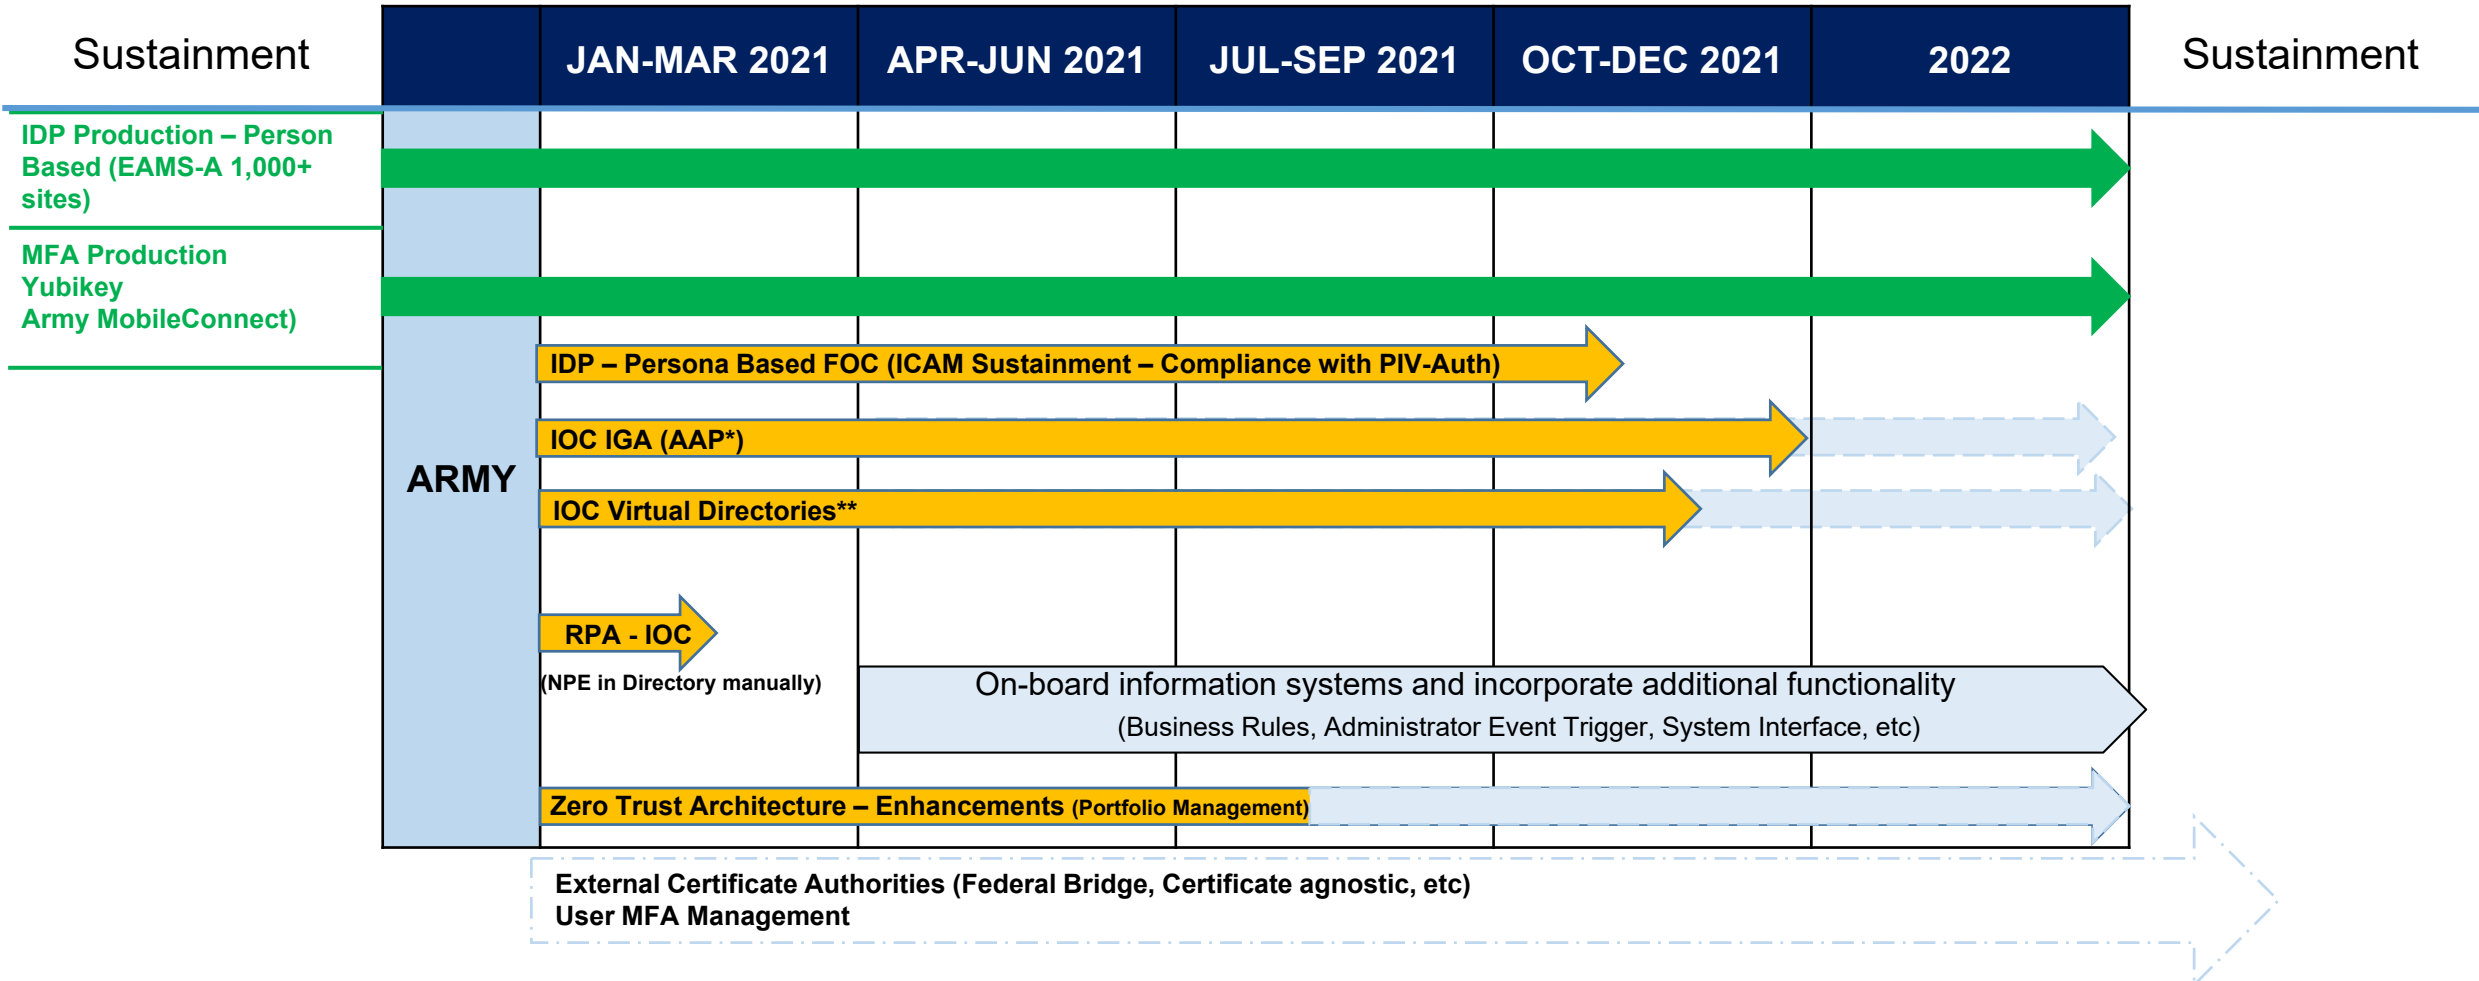 Sustainment
JAN-MAR 2021
APR-JUN 2021
JUL-SEP 2021
OCT-DEC 2021
2022
Sustainment
IDP Production – Person
Based (EAMS-A 1,000+
sites)
MFA Production
Yubikey
Army MobileConnect)
ARMY
IDP – Persona Based FOC (ICAM Sustainment – Compliance with PIV-Auth)
IOC IGA (AAP*)
IOC Virtual Directories**
RPA - IOC
(NPE in Directory manually)
On-board information systems and incorporate additional functionality
(Business Rules, Administrator Event Trigger, System Interface, etc)
Zero Trust Architecture – Enhancements (Portfolio Management)
External Certificate Authorities (Federal Bridge, Certificate agnostic, etc)
User MFA Management